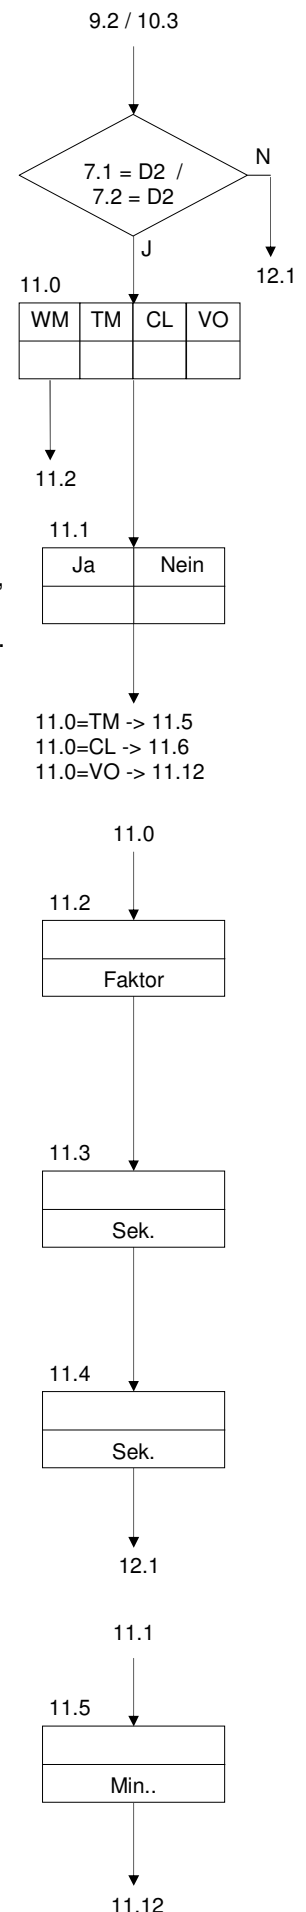 9.2 / 10.3
7.1 = D2 /
7.2 = D2
N
J
12.1
11.0
WM TM CL VO
11.2
11.1
Ja Nein
,
.
11.0=TM -> 11.5
11.0=CL -> 11.6
11.0=VO -> 11.12
11.0
11.2
Faktor
11.3
Sek.
11.4
Sek.
12.1
11.1
11.5
Min..
11.12